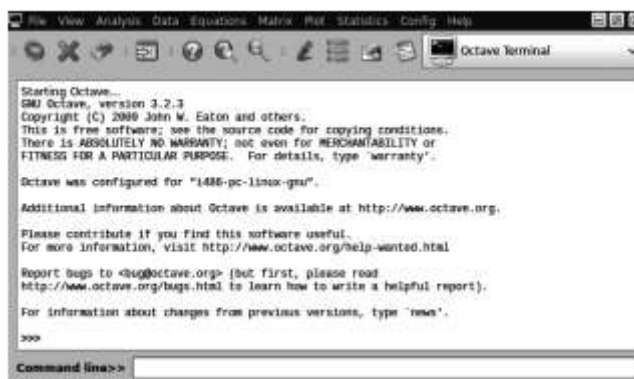 File View Analysis Data Equations Matrix Plot Statistics Config Help
Octave Terminal
Starting Octave...
GNU Octave, version 3.2.3
Copyright (C) 2009 John W. Eaton and others.
This is free software; see the source code for copying conditions.
There is ABSOLUTELY NO WARRANTY; not even for MERCHANTABILITY or
FITNESS FOR A PARTICULAR PURPOSE.  For details, type `warranty'.
Octave was configured for "i486-pc-linux-gnu".
Additional information about Octave is available at http://www.octave.org.
Please contribute if you find this software useful.
For more information, visit http://www.octave.org/help-wanted.html
Report bugs to <bug@octave.org> (but first, please read
http://www.octave.org/bugs.html to learn how to write a helpful report).
For information about changes from previous versions, type `news'.
>>>
Command line>>